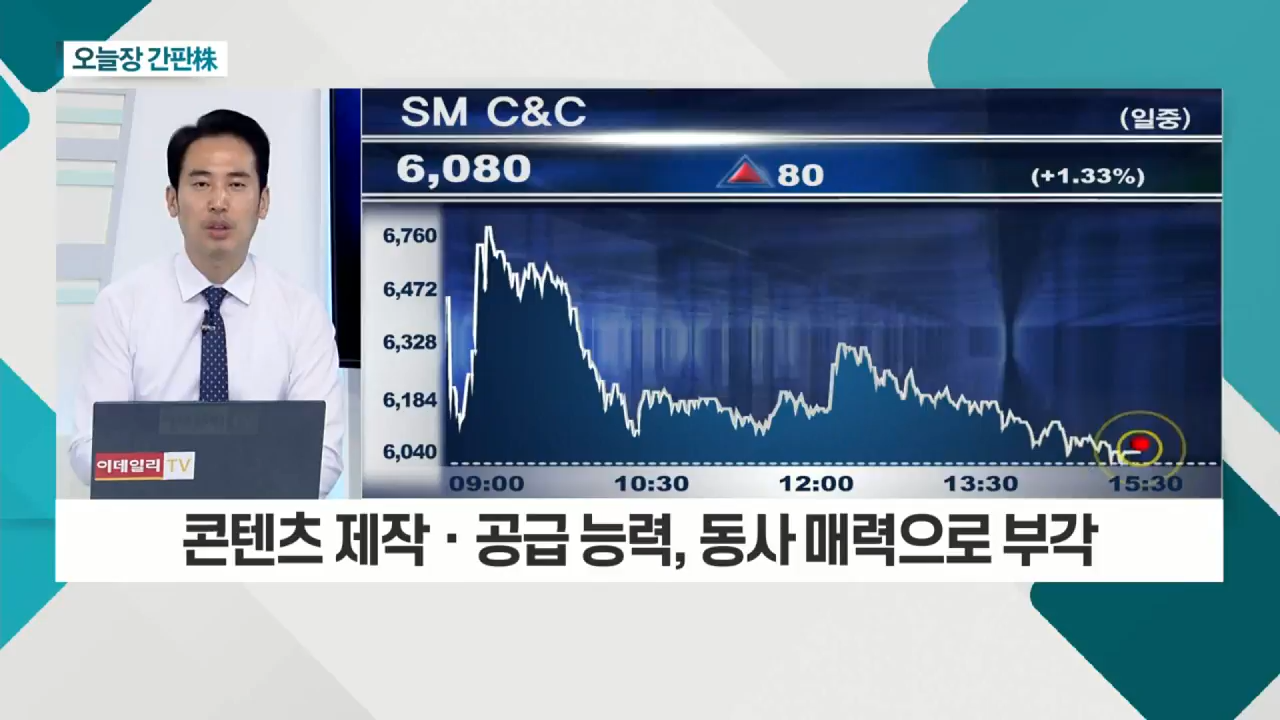 오늘장 간판株
SM C&C
(일중)
6,080
80
(+1.33%)
6,760
6,472
6,328
6,184
6,040
09:00
10:30
12:00
13:30
15:30
이데일리 TV
콘텐츠 제작 · 공급 능력, 동사 매력으로 부각